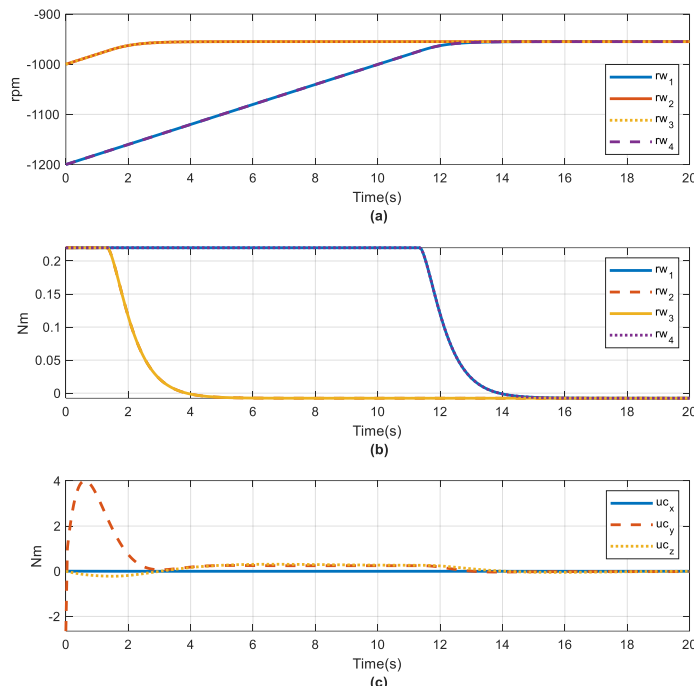 -900
-1000
-1100
-1200
rpm
rw1
rw2
rw3
rw4
0 2 4 6 8 10 12 14 16 18 20
Time(s)
(a)
0.2
0.15
0.1
0.05
0
Nm
rw1
rw2
rw3
rw4
0 2 4 6 8 10 12 14 16 18 20
Time(s)
(b)
4
2
0
-2
Nm
ucx
ucy
ucz
0 2 4 6 8 10 12 14 16 18 20
Time(s)
(c)